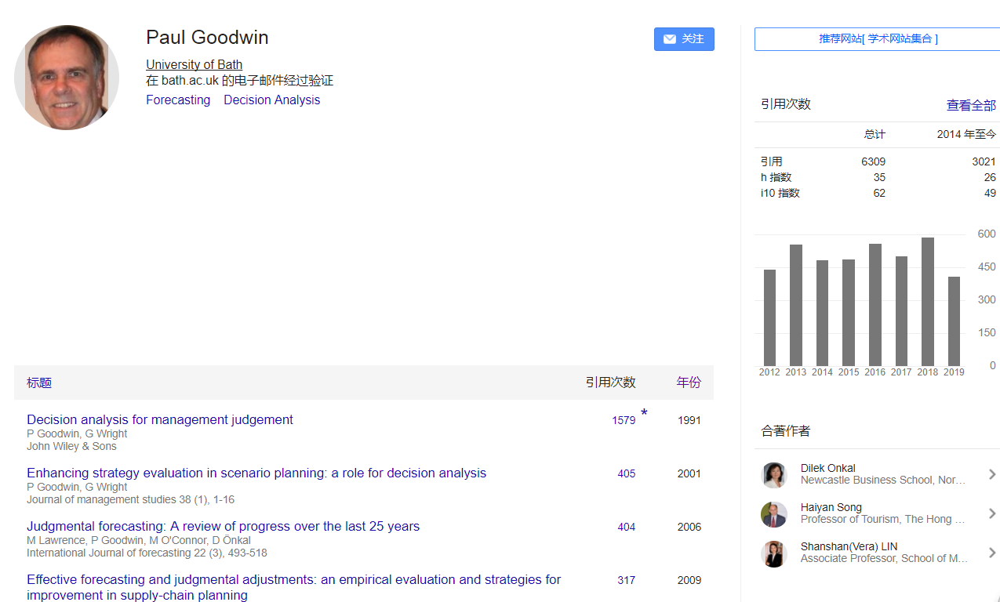 Paul Goodwin
关注
University of Bath
在 bath.ac.uk 的电子邮件经过验证
Forecasting Decision Analysis
推荐网站[ 学术网站集合 ]
引用次数 查看全部
总计 2014 年至今
引用 6309 3021
h 指数 35 26
i10 指数 62 49
600
450
300
150
0
2012 2013 2014 2015 2016 2017 2018 2019
标题 引用次数 年份
Decision analysis for management judgement 1579 * 1991
P Goodwin, G Wright
John Wiley & Sons
Enhancing strategy evaluation in scenario planning: a role for decision analysis 405 2001
P Goodwin, G Wright
Journal of management studies 38 (1), 1-16
Judgmental forecasting: A review of progress over the last 25 years 404 2006
M Lawrence, P Goodwin, M O'Connor, D Önkal
International Journal of forecasting 22 (3), 493-518
Effective forecasting and judgmental adjustments: an empirical evaluation and strategies for 317 2009
improvement in supply-chain planning
合著作者
Dilek Onkal
Newcastle Business School, Nor…
Haiyan Song
Professor of Tourism, The Hong …
Shanshan(Vera) LIN
Associate Professor, School of M…